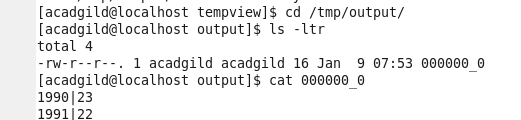 [acadgild@localhost tempview]$ cd /tmp/output/
[acadgild@localhost output]$ ls -ltr
total 4
-rw-r--r--. 1 acadgild acadgild 16 Jan  9 07:53 000000_0
[acadgild@localhost output]$ cat 000000_0
1990|23
1991|22